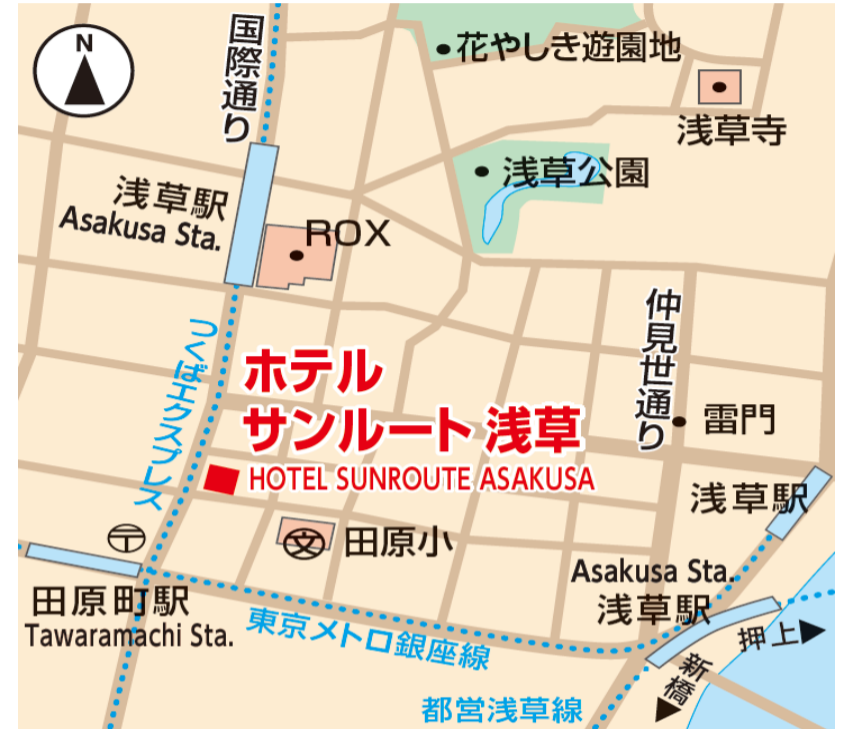 N
国際通り
花やしき遊園地
浅草寺
浅草公園
浅草駅
Asakusa Sta.
ROX
つくばエクスプレス
仲見世通り
雷門
ホテル
サンルート 浅草
HOTEL SUNROUTE ASAKUSA
浅草駅
〒
文
田原小
田原町駅
Tawaramachi Sta.
東京メトロ銀座線
Asakusa Sta.
浅草駅
押上▶
新橋▶
都営浅草線